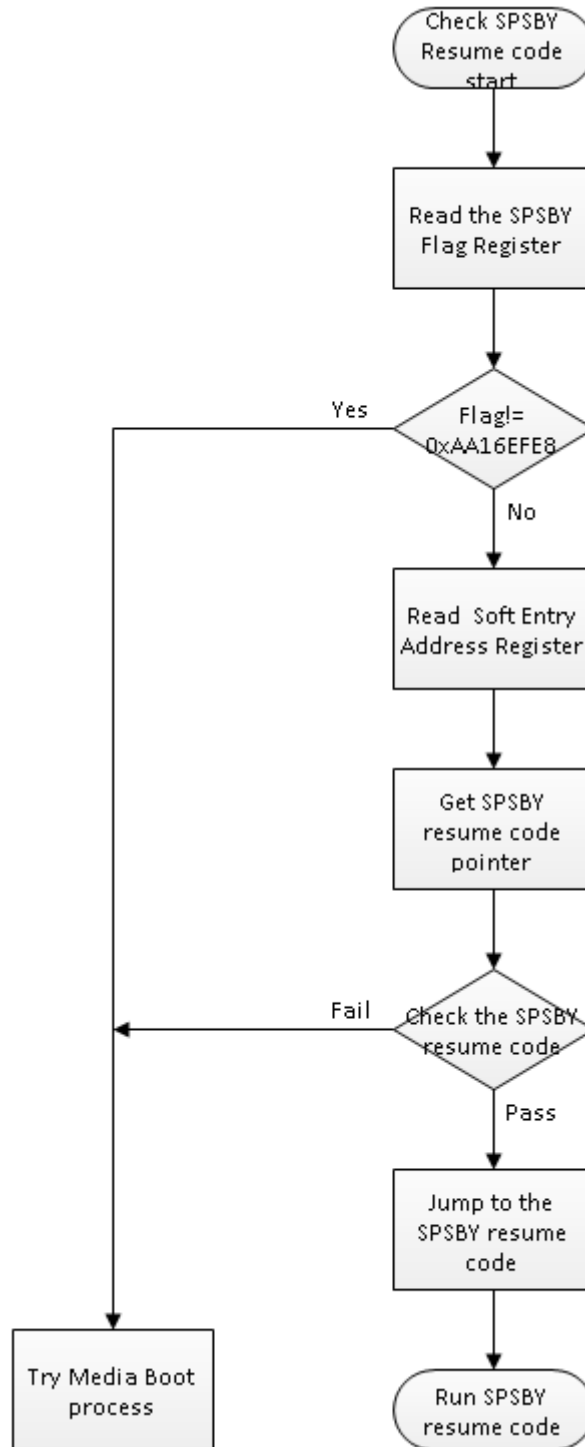 Check SPSBY
Resume code
start
Read the SPSBY
Flag Register
Yes
Flag!=
0xAA16EFE8
No
Read Soft Entry
Address Register
Get SPSBY
resume code
pointer
Fail
Check the SPSBY
resume code
Pass
Jump to the
SPSBY resume
code
Try Media Boot
process
Run SPSBY
resume code